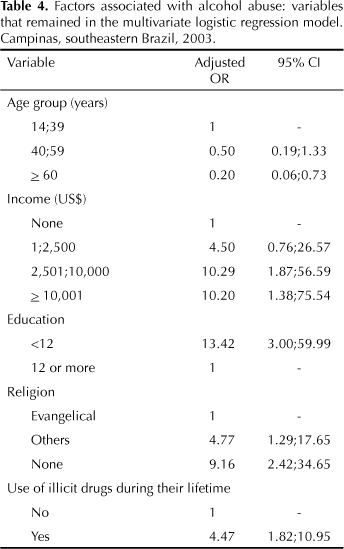 Table 4. Factors associated with alcohol abuse: variables
that remained in the multivariate logistic regression model.
Campinas, southeastern Brazil, 2003.
Variable Adjusted OR 95% CI
Age group (years)
14;39 1 -
40;59 0.50 0.19;1.33
≥ 60 0.20 0.06;0.73
Income (US$)
None 1 -
1;2,500 4.50 0.76;26.57
2,501;10,000 10.29 1.87;56.59
≥ 10,001 10.20 1.38;75.54
Education
<12 13.42 3.00;59.99
12 or more 1 -
Religion
Evangelical 1 -
Others 4.77 1.29;17.65
None 9.16 2.42;34.65
Use of illicit drugs during their lifetime
No 1 -
Yes 4.47 1.82;10.95